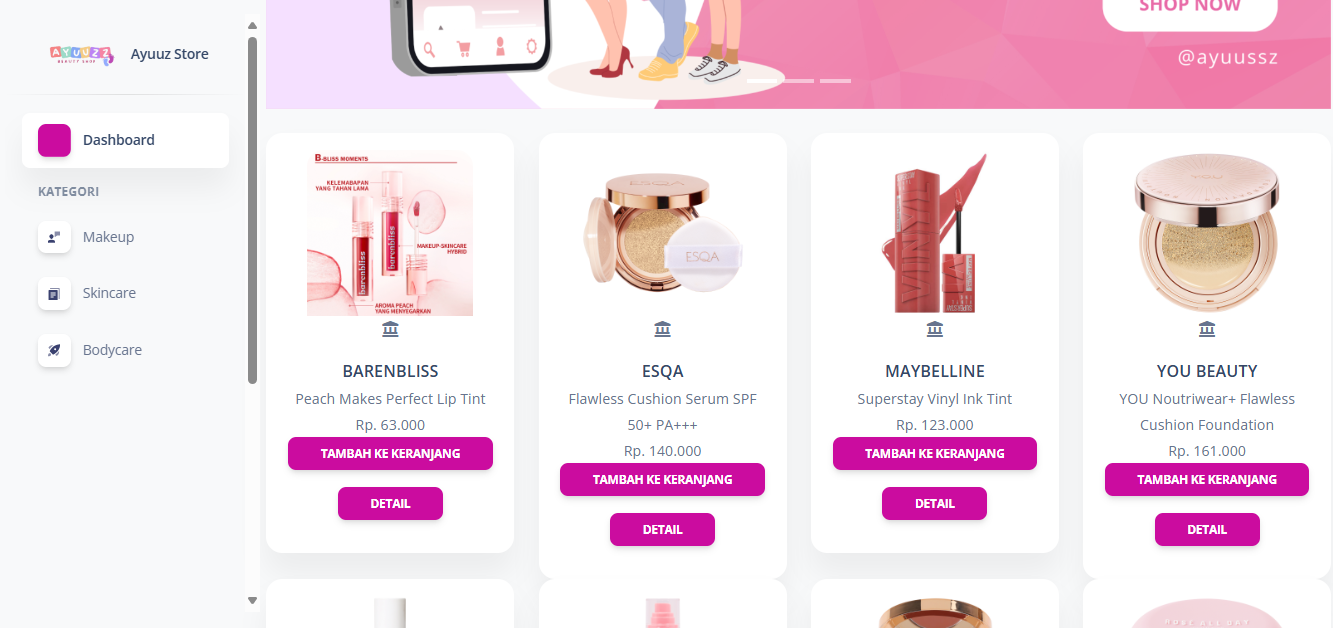 AYUUZZ
BEAUTY SHOP
Ayuuz Store
Dashboard
KATEGORI
Makeup
Skincare
Bodycare
SHOP NOW
@ayuussz
B-BLISS MOMENTS
KELEMBAPAN
YANG TAHAN LAMA
MAKEUP-SKINCARE
HYBRID
barenbliss
barenbliss
AROMA PEACH
YANG MENYEGARKAN
BARENBLISS
Peach Makes Perfect Lip Tint
Rp. 63.000
TAMBAH KE KERANJANG
DETAIL
ESQA
ESQA
ESQA
Flawless Cushion Serum SPF
50+ PA+++
Rp. 140.000
TAMBAH KE KERANJANG
DETAIL
VINYL INK
MAYBELLINE
Superstay Vinyl Ink Tint
Rp. 123.000
TAMBAH KE KERANJANG
DETAIL
YOU
YOU BEAUTY
YOU Noutriwear+ Flawless
Cushion Foundation
Rp. 161.000
TAMBAH KE KERANJANG
DETAIL
ROSE ALL DAY